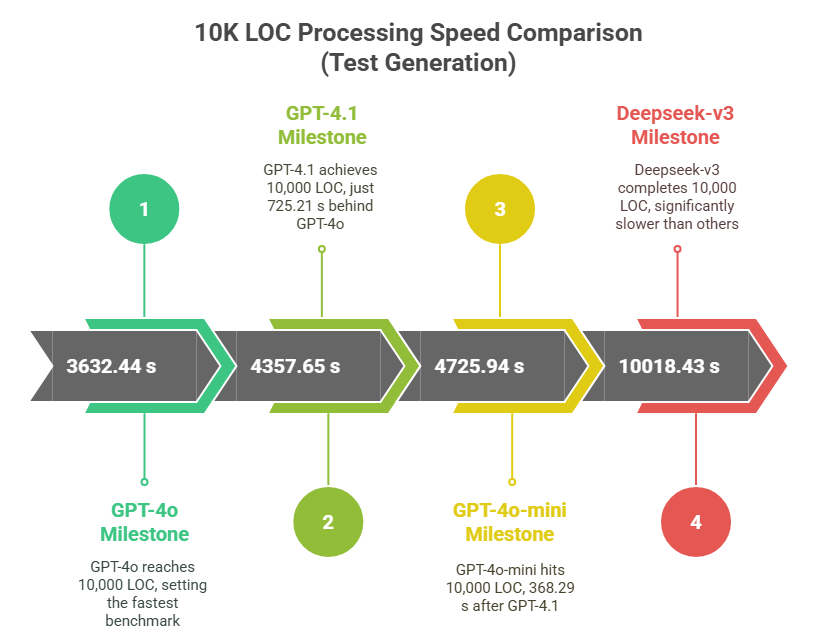 10K LOC Processing Speed Comparison
(Test Generation)
GPT-4.1
Milestone
GPT-4.1 achieves
10,000 LOC, just
725.21 s behind
GPT-4o
Deepseek-v3
Milestone
Deepseek-v3
completes 10,000
LOC, significantly
slower than others
1
3
3632.44 s
4357.65 s
4725.94 s
10018.43 s
GPT-4o
Milestone
GPT-4o reaches
10,000 LOC, setting
the fastest
benchmark
2
GPT-4o-mini
Milestone
GPT-4o-mini hits
10,000 LOC, 368.29
s after GPT-4.1
4